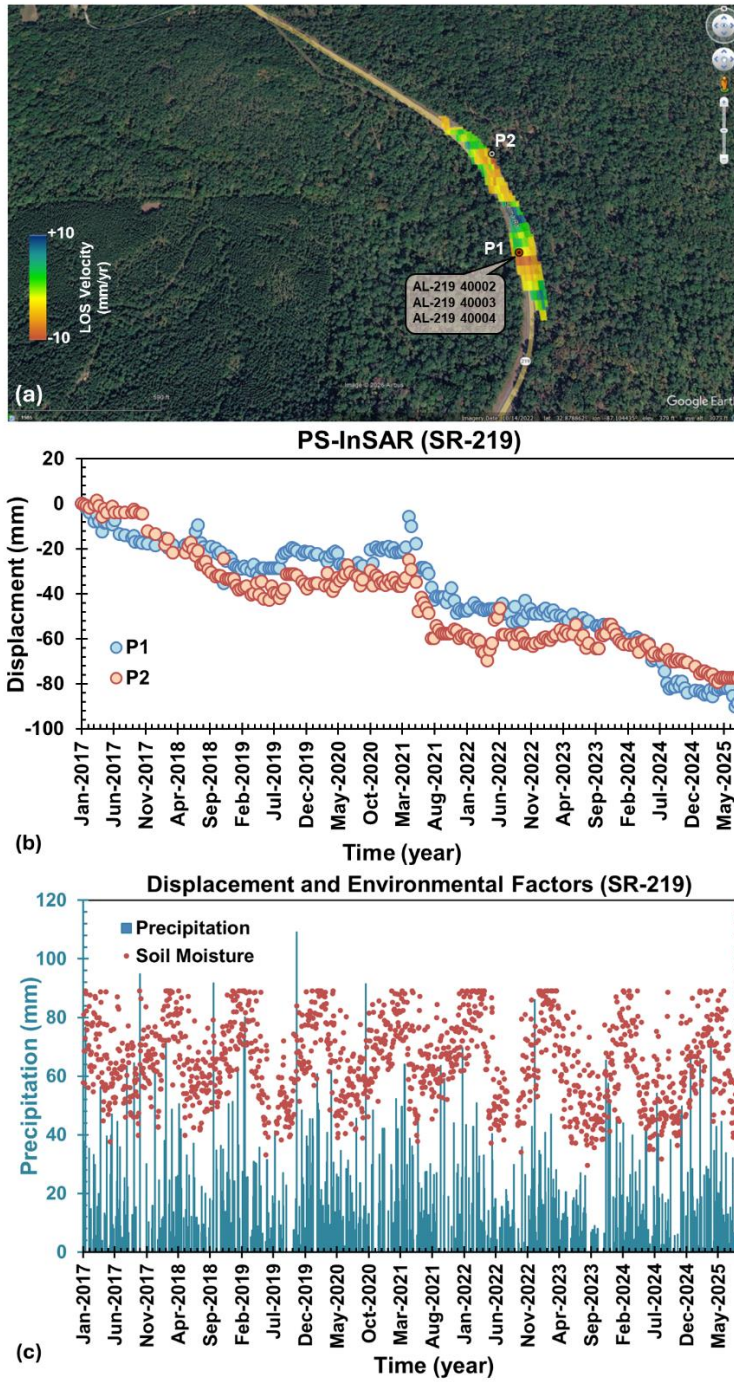 P2
P1
+10
LOS Velocity
(mm/yr)
-10
AL-219 40002
AL-219 40003
AL-219 40004
(a)
Image © 2026 Airbus
Google Earth
PS-InSAR (SR-219)
Displacment (mm)
20
0
-20
-40
-60
-80
-100
P1
P2
Jan-2017
Jun-2017
Nov-2017
Apr-2018
Sep-2018
Feb-2019
Jul-2019
Dec-2019
May-2020
Oct-2020
Mar-2021
Aug-2021
Jan-2022
Jun-2022
Nov-2022
Apr-2023
Sep-2023
Feb-2024
Jul-2024
Dec-2024
May-2025
Time (year)
(b)
Displacement and Environmental Factors (SR-219)
Precipitation (mm)
120
100
80
60
40
20
0
Precipitation
Soil Moisture
Jan-2017
Jun-2017
Nov-2017
Apr-2018
Sep-2018
Feb-2019
Jul-2019
Dec-2019
May-2020
Oct-2020
Mar-2021
Aug-2021
Jan-2022
Jun-2022
Nov-2022
Apr-2023
Sep-2023
Feb-2024
Jul-2024
Dec-2024
May-2025
Time (year)
(c)